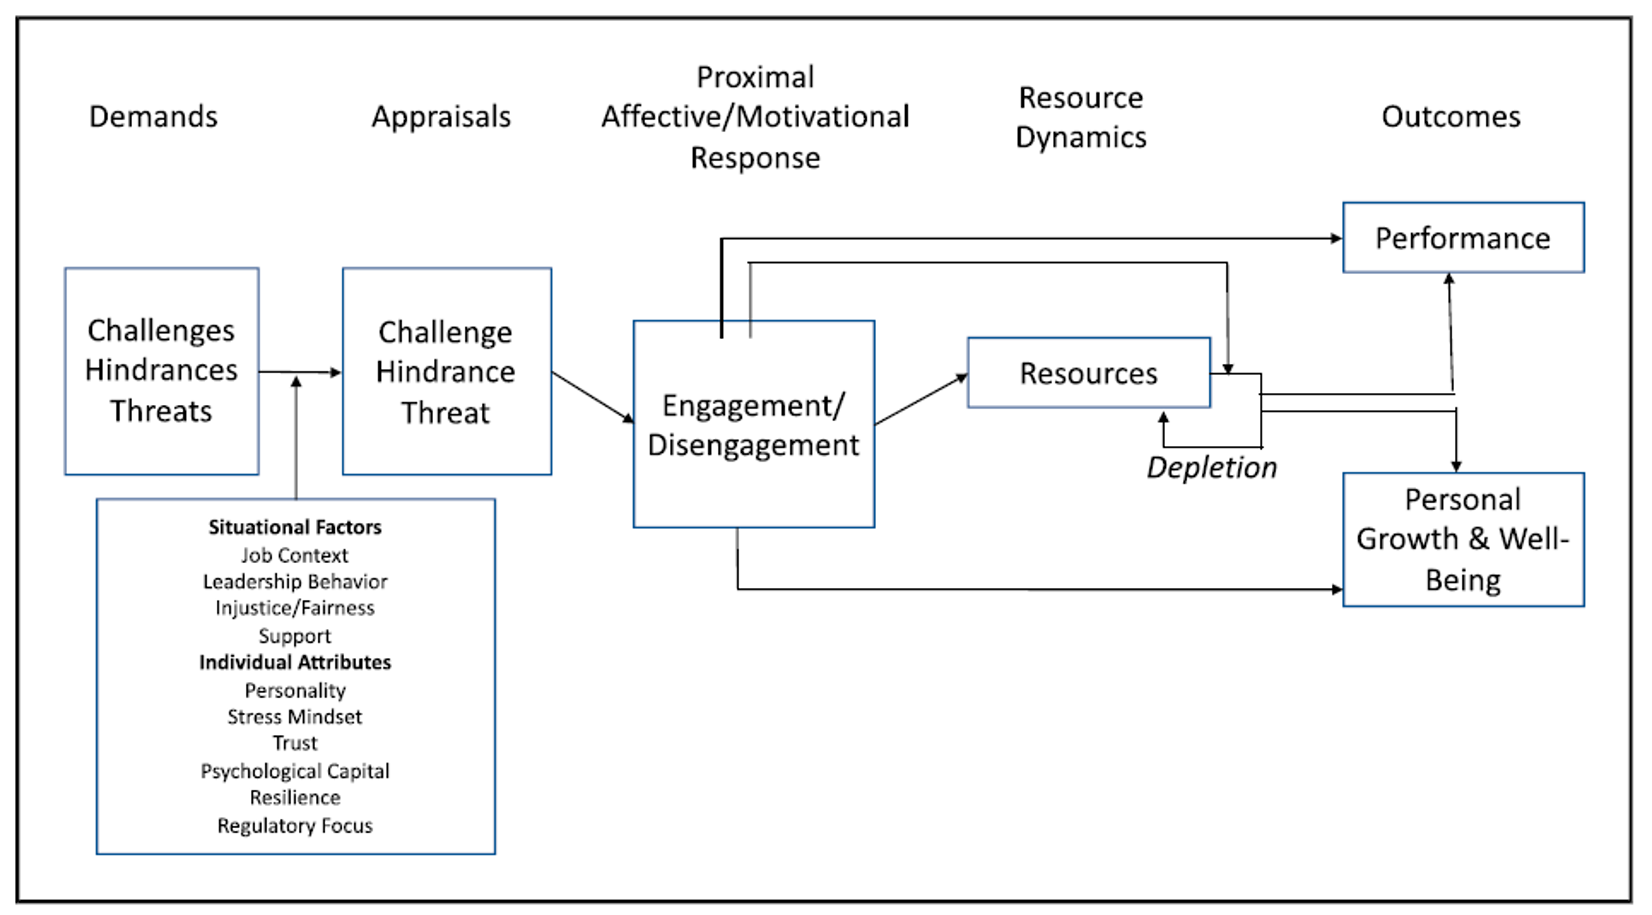 Demands
Appraisals
Proximal
Affective/Motivational
Response
Resource
Dynamics
Outcomes
Challenges
Hindrances
Threats
Challenge
Hindrance
Threat
Engagement/
Disengagement
Resources
Depletion
Performance
Personal
Growth & Well-
Being
Situational Factors
Job Context
Leadership Behavior
Injustice/Fairness
Support
Individual Attributes
Personality
Stress Mindset
Trust
Psychological Capital
Resilience
Regulatory Focus